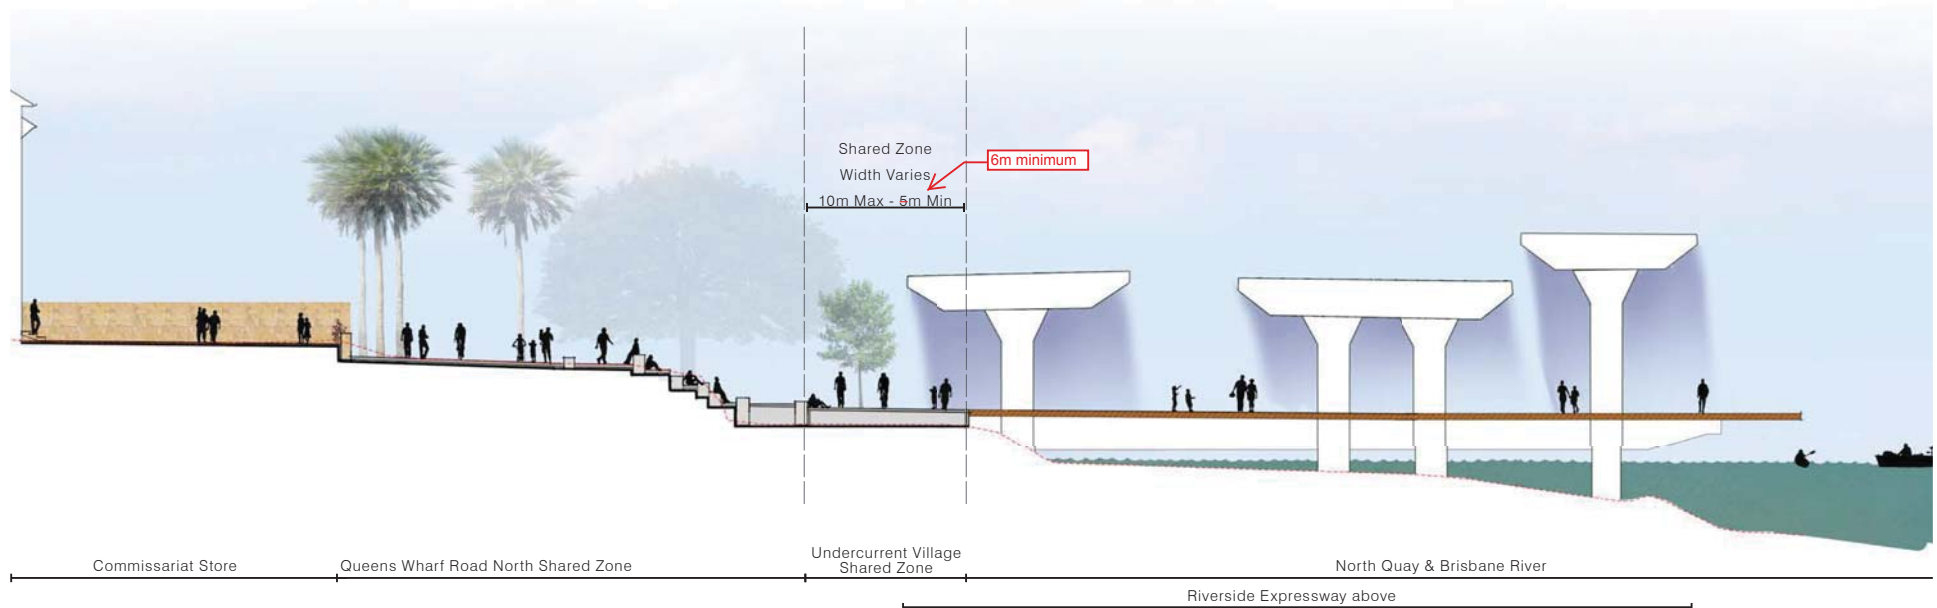 Shared Zone
Width Varies
10m Max - 5m Min
6m minimum
Commissariat Store
Queens Wharf Road North Shared Zone
Undercurrent Village
Shared Zone
North Quay & Brisbane River
Riverside Expressway above